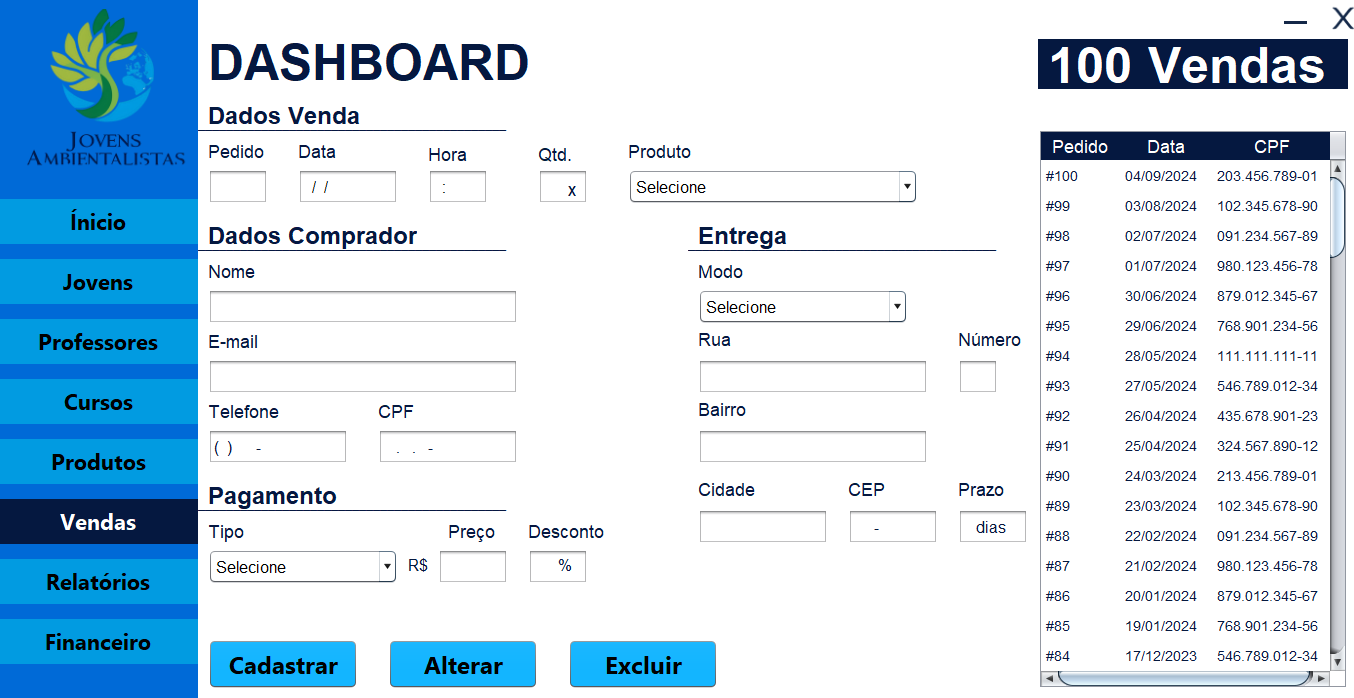 JOVENS
AMBIENTALISTAS
Ínicio
Jovens
Professores
Cursos
Produtos
Vendas
Relatórios
Financeiro
DASHBOARD
Dados Venda
Pedido Data Hora Qtd. Produto
/ / : x Selecione
Dados Comprador
Nome
E-mail
Telefone CPF
( ) - . . -
Pagamento
Tipo Preço Desconto
Selecione R$ %
Entrega
Modo
Selecione
Rua Número
Bairro
Cidade CEP Prazo
- dias
Cadastrar Alterar Excluir
X
100 Vendas
Pedido Data CPF
#100 04/09/2024 203.456.789-01
#99 03/08/2024 102.345.678-90
#98 02/07/2024 091.234.567-89
#97 01/07/2024 980.123.456-78
#96 30/06/2024 879.012.345-67
#95 29/06/2024 768.901.234-56
#94 28/05/2024 111.111.111-11
#93 27/05/2024 546.789.012-34
#92 26/04/2024 435.678.901-23
#91 25/04/2024 324.567.890-12
#90 24/03/2024 213.456.789-01
#89 23/03/2024 102.345.678-90
#88 22/02/2024 091.234.567-89
#87 21/02/2024 980.123.456-78
#86 20/01/2024 879.012.345-67
#85 19/01/2024 768.901.234-56
#84 17/12/2023 546.789.012-34